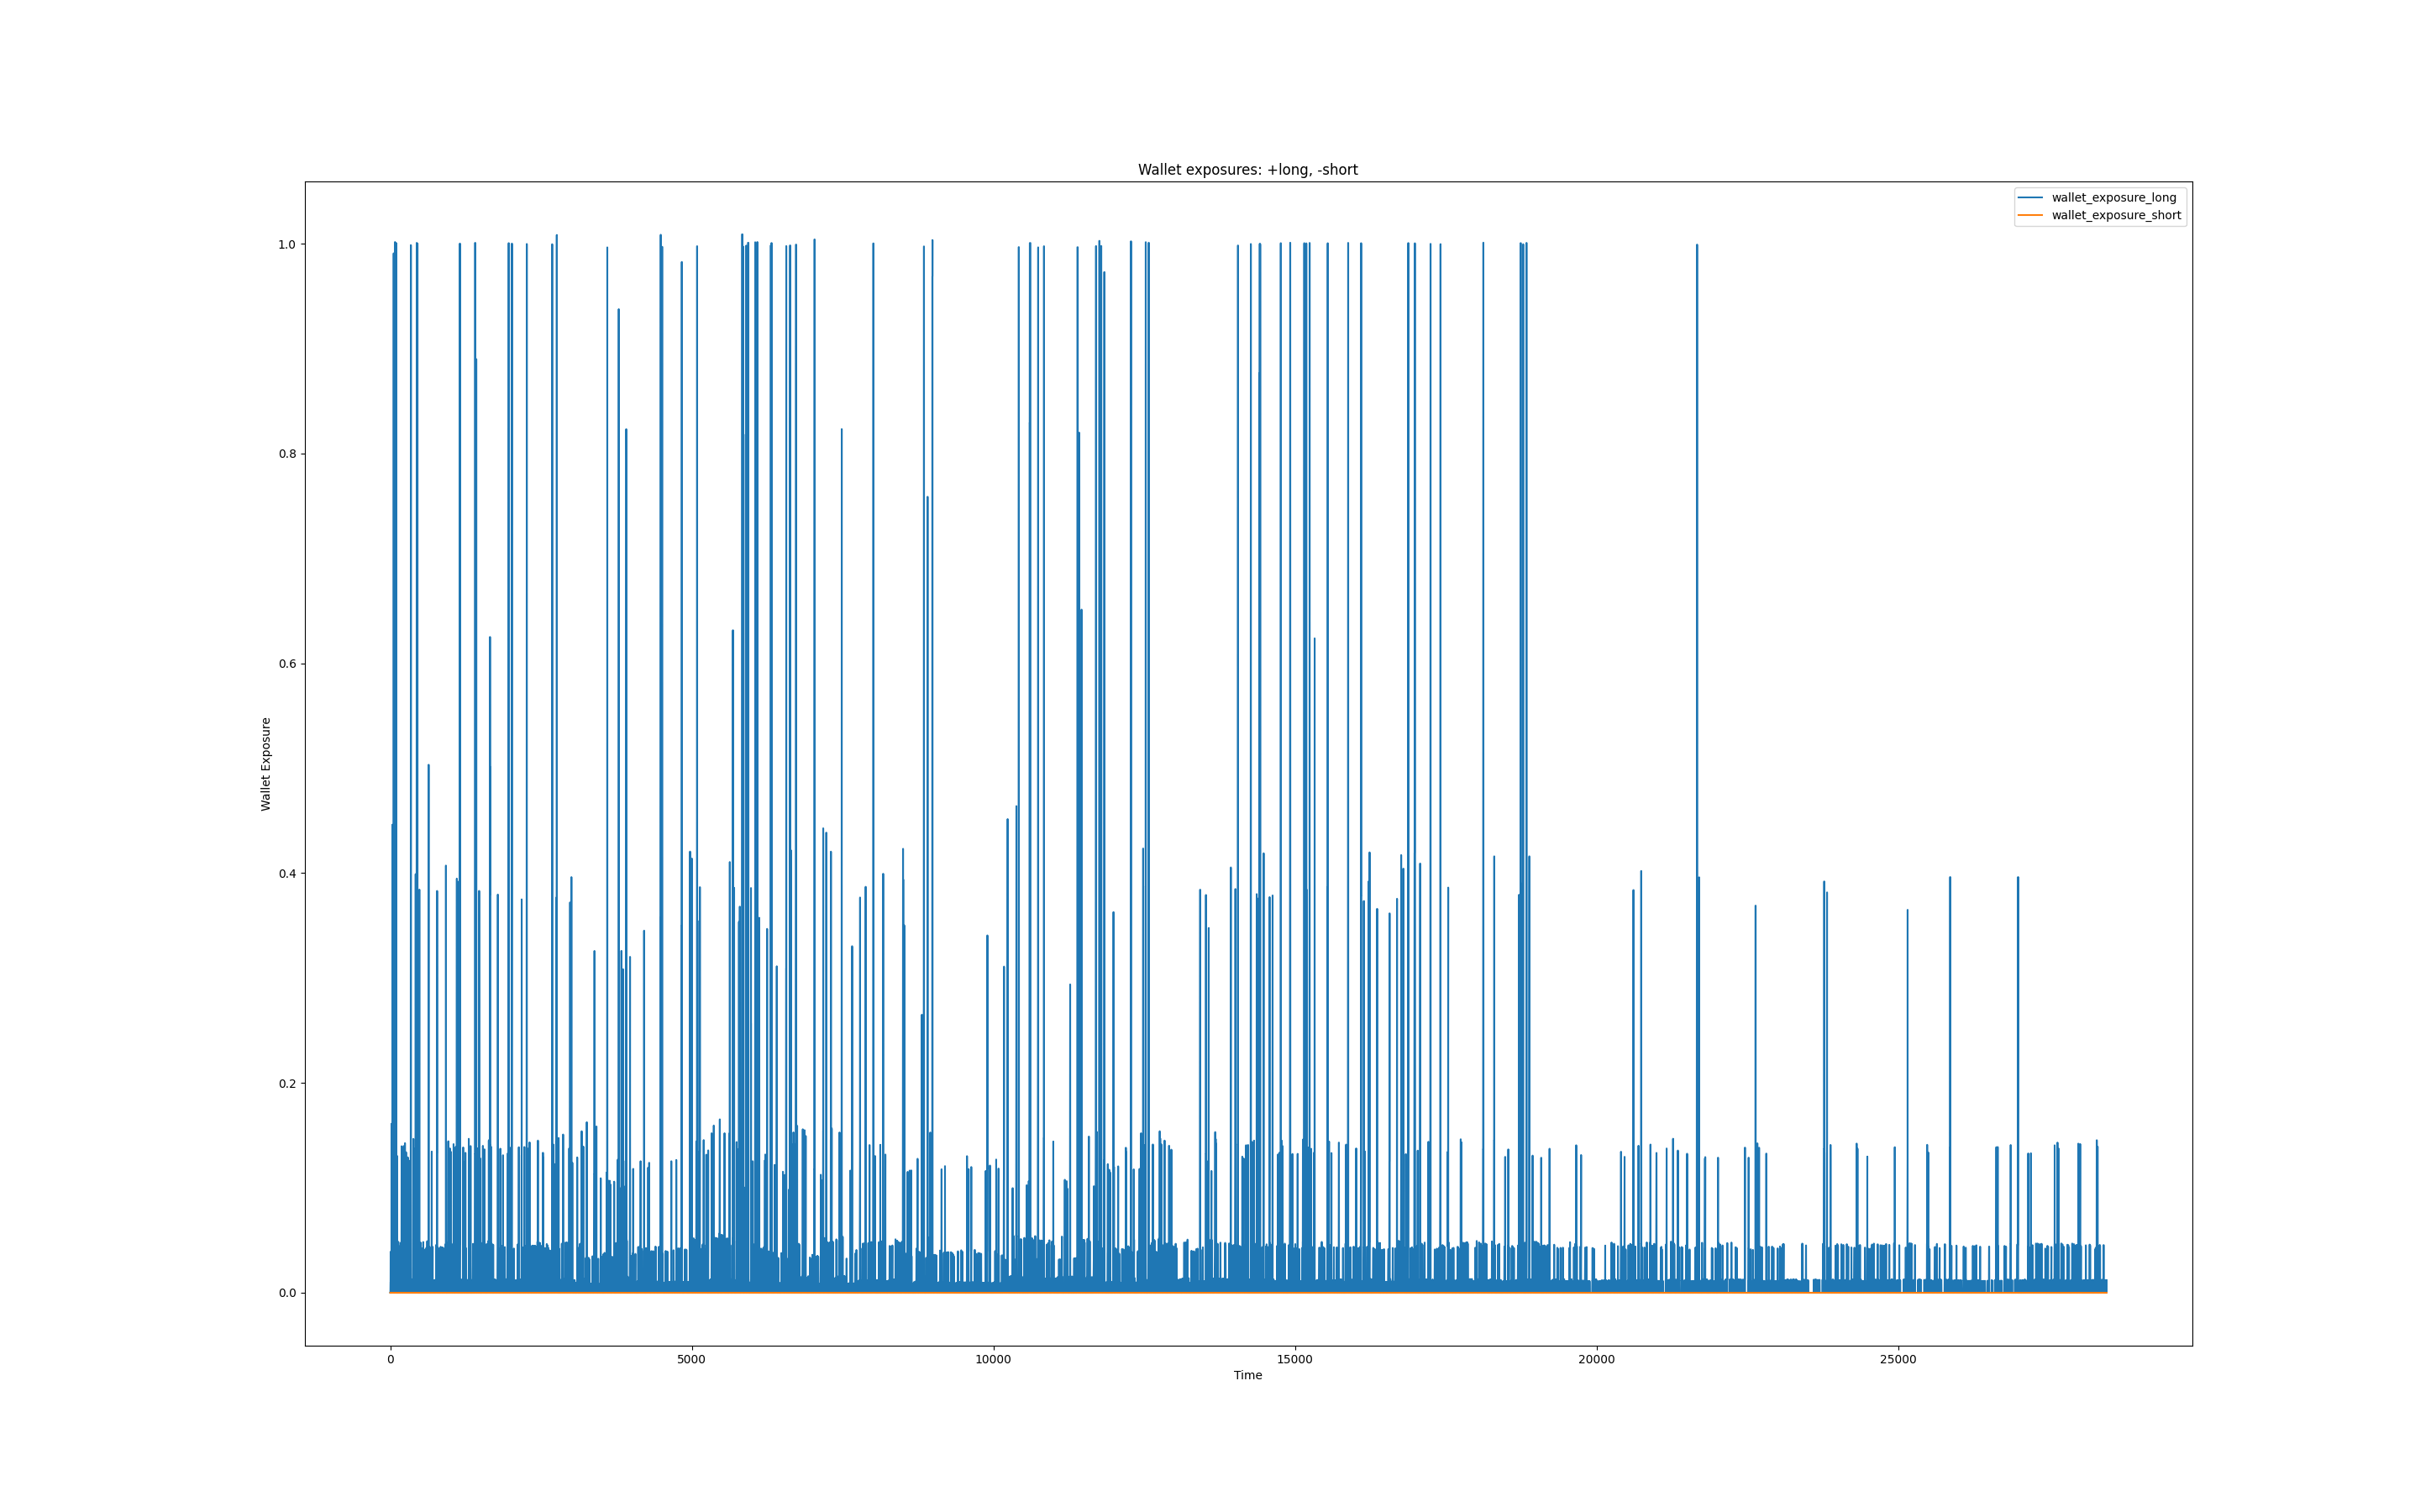 Wallet exposures: +long, -short
wallet_exposure_long
wallet_exposure_short
1.0
0.8
0.6
0.4
0.2
0.0
Wallet Exposure
0 5000 10000 15000 20000 25000
Time